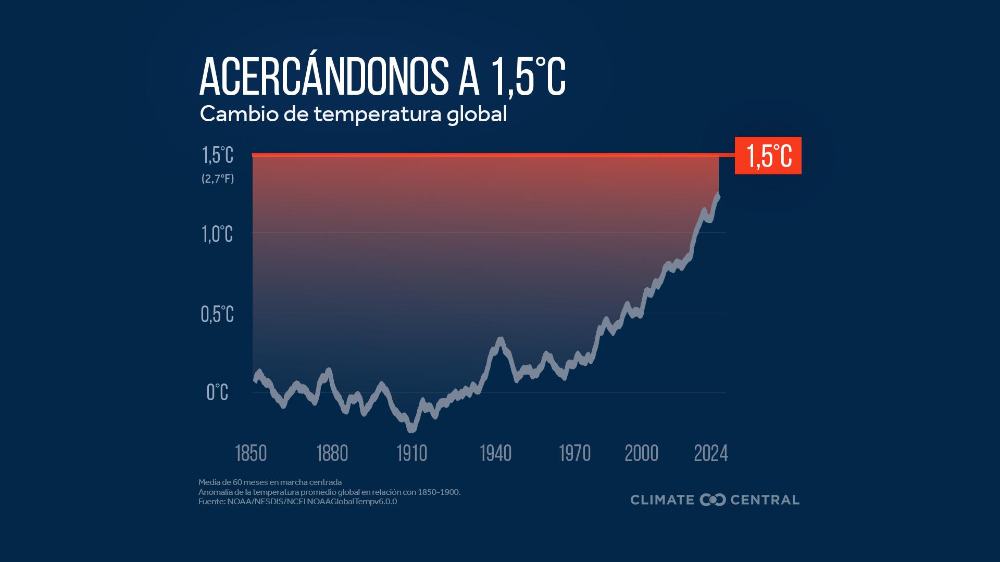 ACERCÁNDONOS A 1,5°C
Cambio de temperatura global
1,5°C
(2,7°F)
1,5°C
1,0°C
0,5°C
0°C
1850 1880 1910 1940 1970 2000 2024
Media de 60 meses en marcha centrada
Anomalía de la temperatura promedio global en relación con 1850-1900.
Fuente: NOAA/NESDIS/NCEI NOAAGlobalTempv6.0.0
CLIMATE CENTRAL